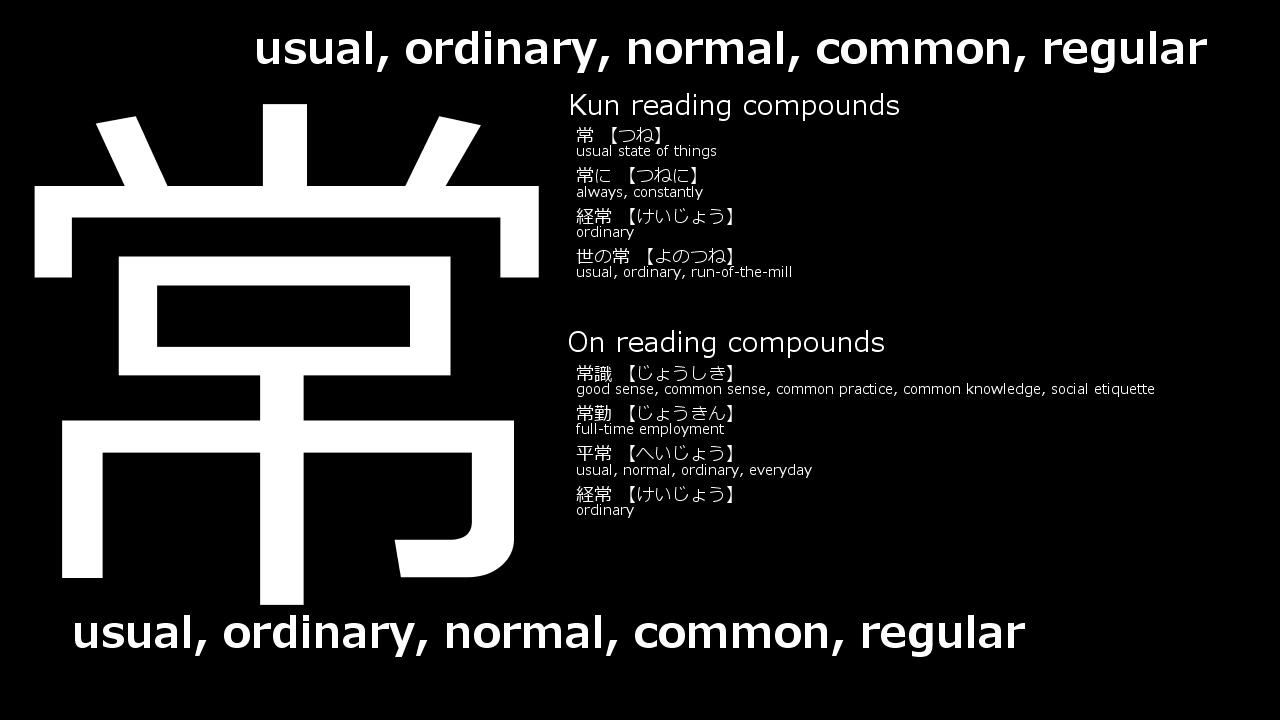 usual, ordinary, normal, common, regular
常
Kun reading compounds
常 【つね】
usual state of things
常に 【つねに】
always, constantly
経常 【けいじょう】
ordinary
世の常 【よのつね】
usual, ordinary, run-of-the-mill
On reading compounds
常識 【じょうしき】
good sense, common sense, common practice, common knowledge, social etiquette
常勤 【じょうきん】
full-time employment
平常 【へいじょう】
usual, normal, ordinary, everyday
経常 【けいじょう】
ordinary
usual, ordinary, normal, common, regular